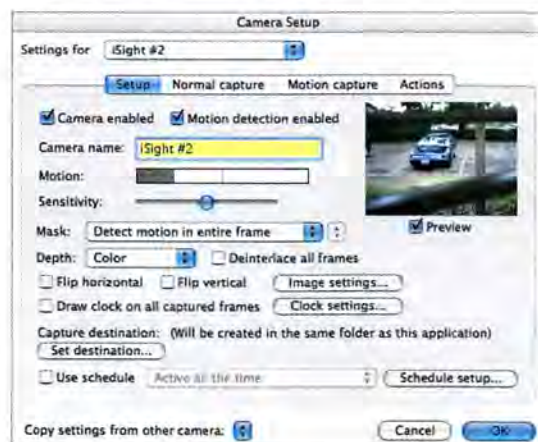 Camera Setup
Settings for iSight #2
Setup Normal capture Motion capture Actions
Camera enabled Motion detection enabled
Camera name: iSight #2
Motion:
Sensitivity:
Preview
Mask: Detect motion in entire frame
Depth: Color Deinterlace all frames
Flip horizontal Flip vertical Image settings...
Draw clock on all captured frames Clock settings...
Capture destination: (Will be created in the same folder as this application)
Set destination...
Use schedule Active all the time Schedule setup...
Copy settings from other camera: Cancel OK